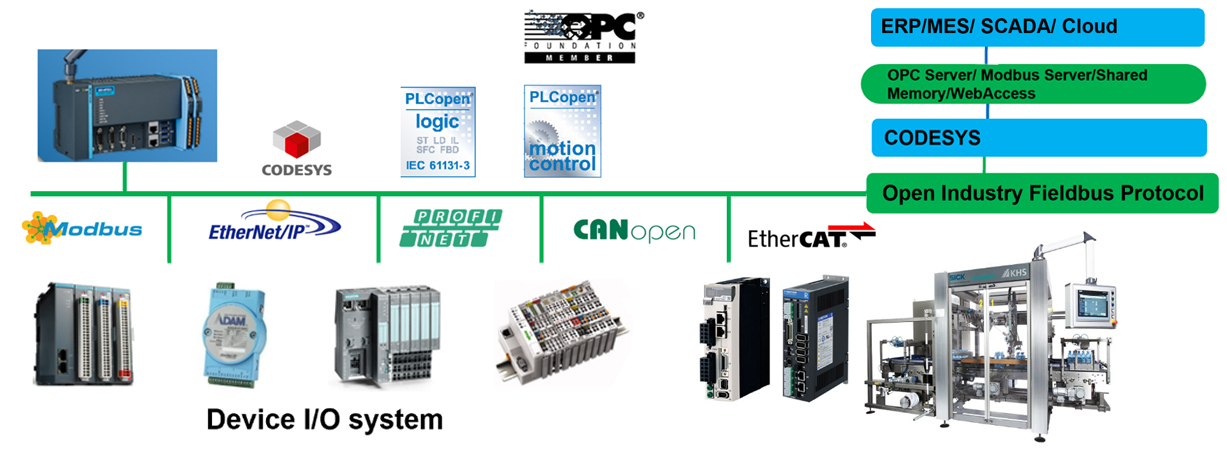 OPC®
FOUNDATION
MEMBER
ERP/MES/ SCADA/ Cloud
OPC Server/ Modbus Server/Shared
Memory/WebAccess
CODESYS
Open Industry Fieldbus Protocol
CODESYS
PLCopen®
logic
ST LD IL
SFC FBD
IEC 61131-3
PLCopen®
motion
control
Modbus
EtherNet/IP™
PROFI
NET
CANopen
EtherCAT®
ADAM
SICK
KHS
Device I/O system